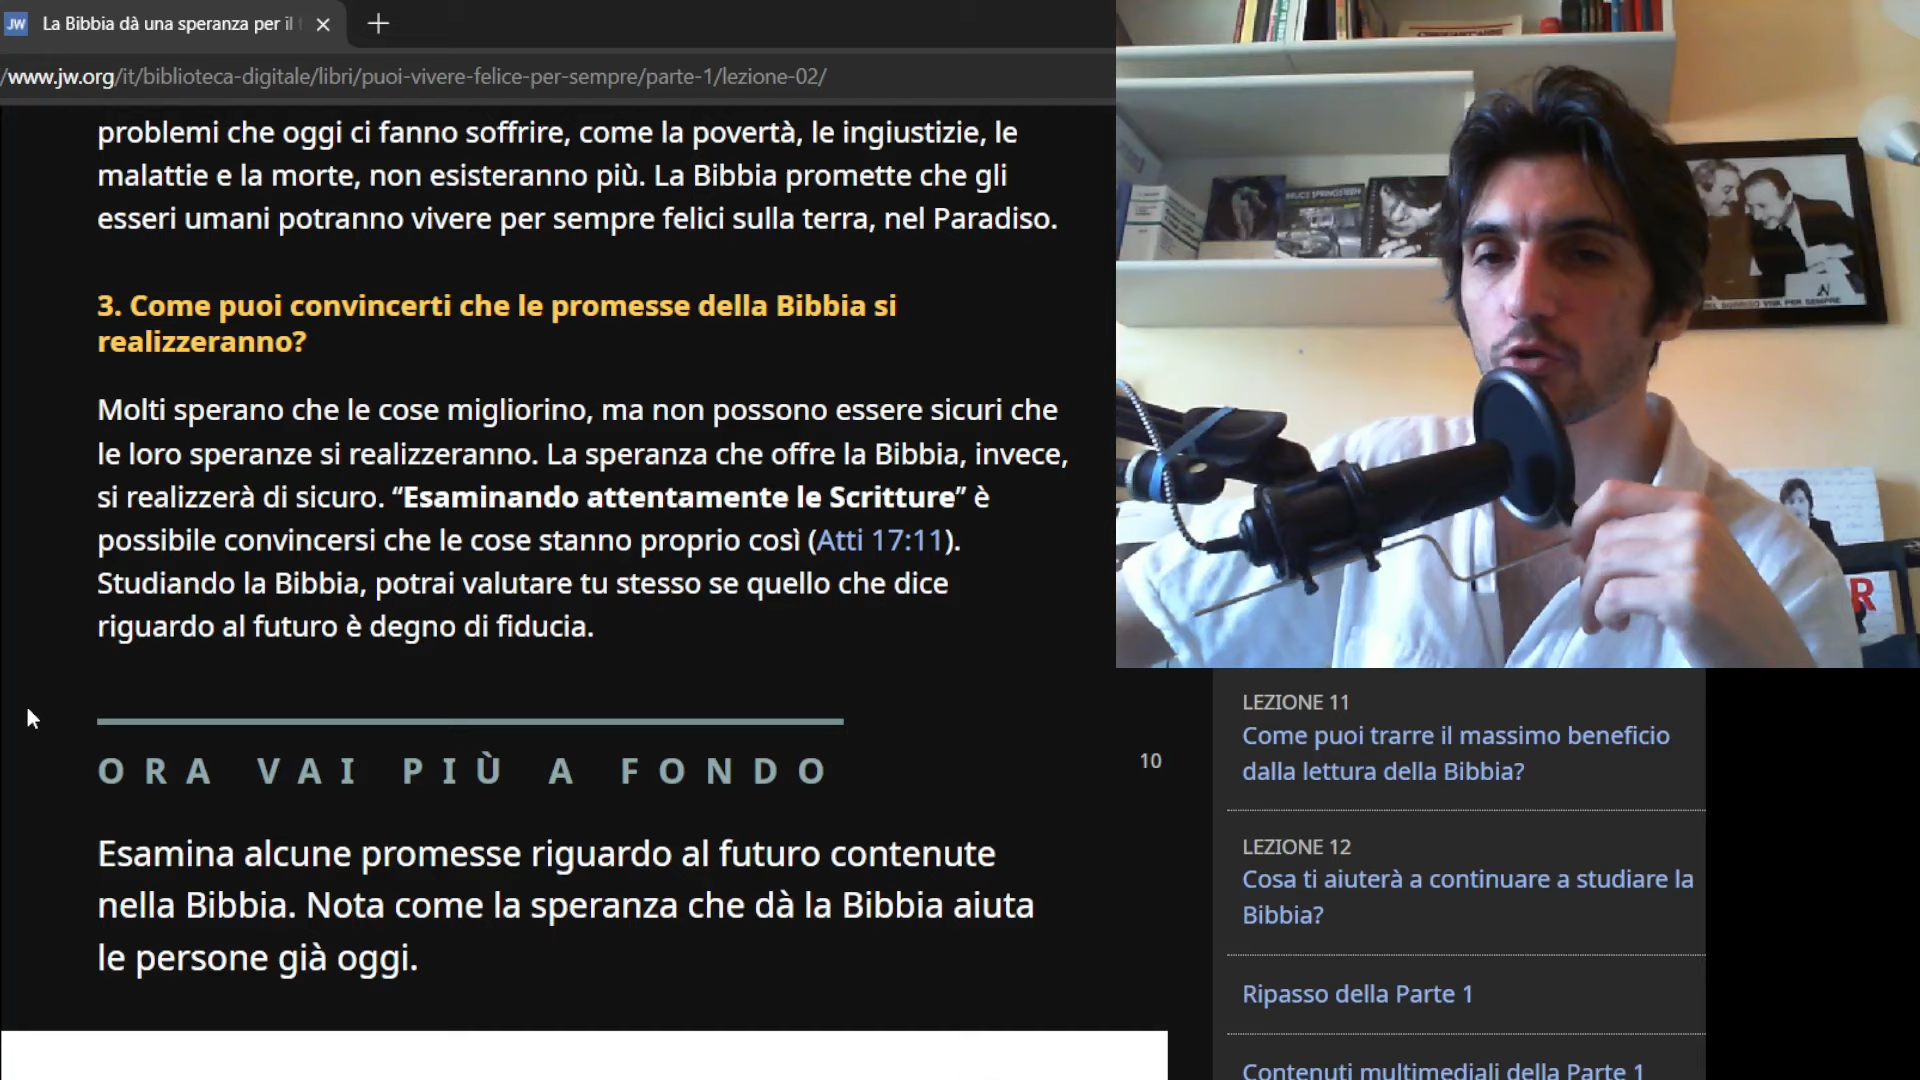 JW La Bibbia dà una speranza per il
/www.jw.org/it/biblioteca-digitale/libri/puoi-vivere-felice-per-sempre/parte-1/lezione-02/
problemi che oggi ci fanno soffrire, come la povertà, le ingiustizie, le
malattie e la morte, non esisteranno più. La Bibbia promette che gli
esseri umani potranno vivere per sempre felici sulla terra, nel Paradiso.
3. Come puoi convincerti che le promesse della Bibbia si
realizzeranno?
Molti sperano che le cose migliorino, ma non possono essere sicuri che
le loro speranze si realizzeranno. La speranza che offre la Bibbia, invece,
si realizzerà di sicuro. “Esaminando attentamente le Scritture” è
possibile convincersi che le cose stanno proprio così (Atti 17:11).
Studiando la Bibbia, potrai valutare tu stesso se quello che dice
riguardo al futuro è degno di fiducia.
ORA VAI PIÙ A FONDO
10
Esamina alcune promesse riguardo al futuro contenute
nella Bibbia. Nota come la speranza che dà la Bibbia aiuta
le persone già oggi.
BRUCE SPRINGSTEEN
VIVA PER SEMPRE
R
LEZIONE 11
Come puoi trarre il massimo beneficio
dalla lettura della Bibbia?
LEZIONE 12
Cosa ti aiuterà a continuare a studiare la
Bibbia?
Ripasso della Parte 1
Contenuti multimediali della Parte 1